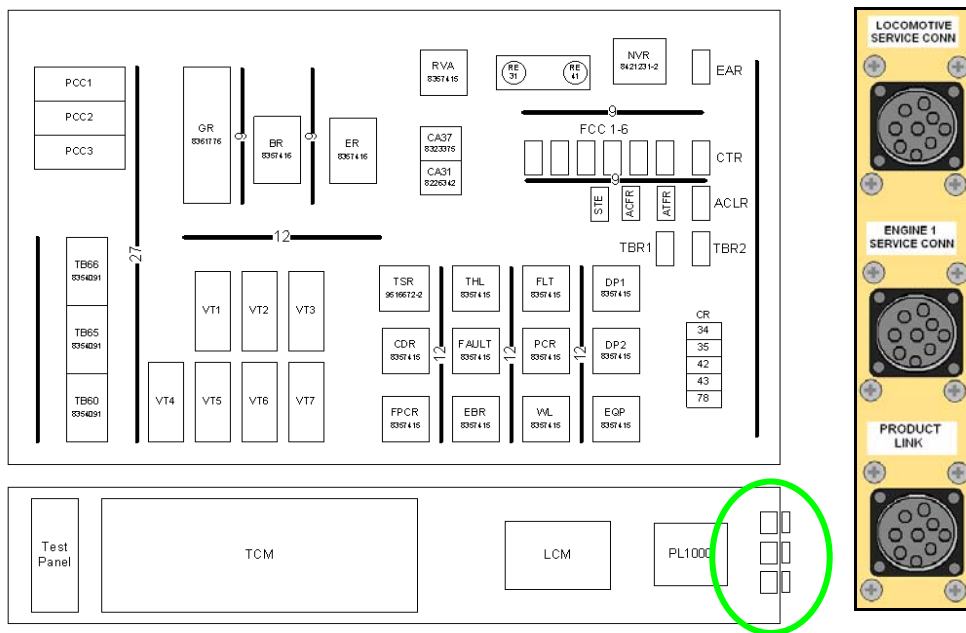 PCC1
PCC2
PCC3
GR
8361776
9
BR
8357416
9
ER
8357416
RVA
8357415
RE
31
RE
41
NVR
8421231-2
EAR
9
FCC 1-6
CA37
8323375
CA31
8226342
CTR
9
STE
ACFR
ATFR
ACLR
TBR1
TBR2
12
27
TB66
8354091
TB65
8354091
TB60
8354091
VT1
VT2
VT3
VT4
VT5
VT6
VT7
TSR
9516672-2
THL
8357415
FLT
8357415
DP1
8357415
CDR
8357415
12
FAULT
8357415
12
PCR
8357415
12
DP2
8357415
FPCR
8357415
EBR
8357415
WL
8357415
EQP
8357415
CR
34
35
42
43
78
Test
Panel
TCM
LCM
PL1000
LOCOMOTIVE
SERVICE CONN
ENGINE 1
SERVICE CONN
PRODUCT
LINK